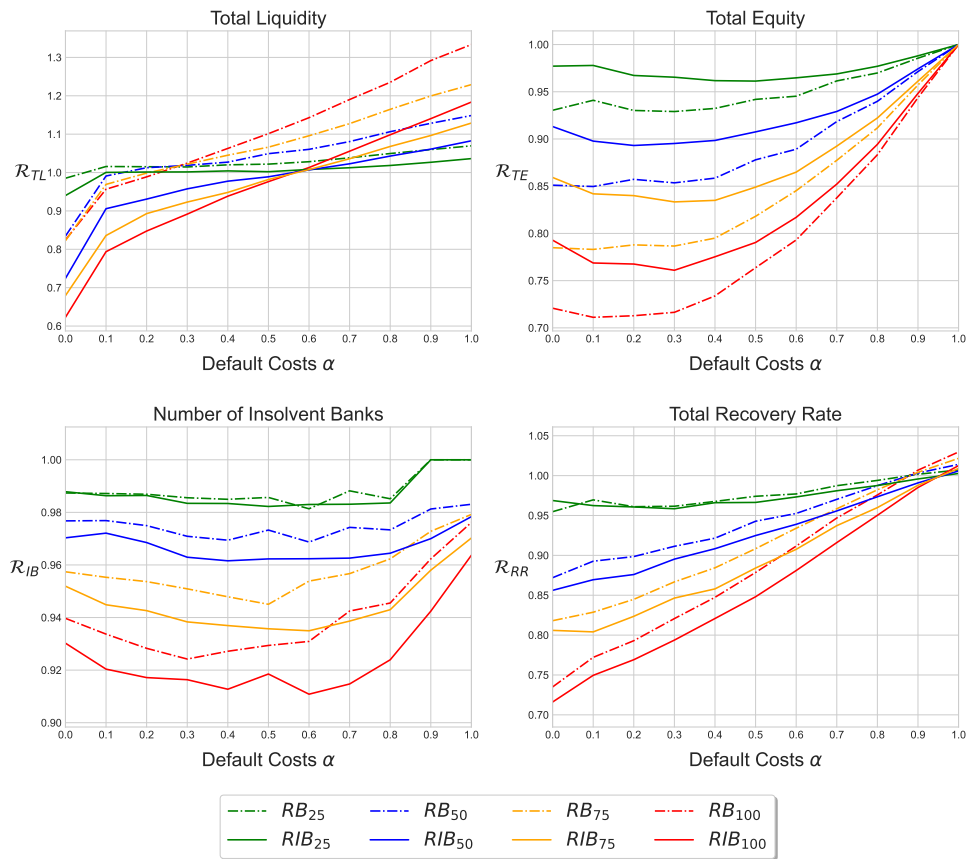 Total Liquidity
1.3
1.2
1.1
1.0
0.9
0.8
0.7
0.6
ℛ_TL
0.0 0.1 0.2 0.3 0.4 0.5 0.6 0.7 0.8 0.9 1.0
Default Costs α
Total Equity
1.00
0.95
0.90
0.85
0.80
0.75
0.70
ℛ_TE
0.0 0.1 0.2 0.3 0.4 0.5 0.6 0.7 0.8 0.9 1.0
Default Costs α
Number of Insolvent Banks
1.00
0.98
0.96
0.94
0.92
0.90
ℛ_IB
0.0 0.1 0.2 0.3 0.4 0.5 0.6 0.7 0.8 0.9 1.0
Default Costs α
Total Recovery Rate
1.05
1.00
0.95
0.90
0.85
0.80
0.75
0.70
ℛ_RR
0.0 0.1 0.2 0.3 0.4 0.5 0.6 0.7 0.8 0.9 1.0
Default Costs α
RB₂₅ RB₅₀ RB₇₅ RB₁₀₀
RIB₂₅ RIB₅₀ RIB₇₅ RIB₁₀₀